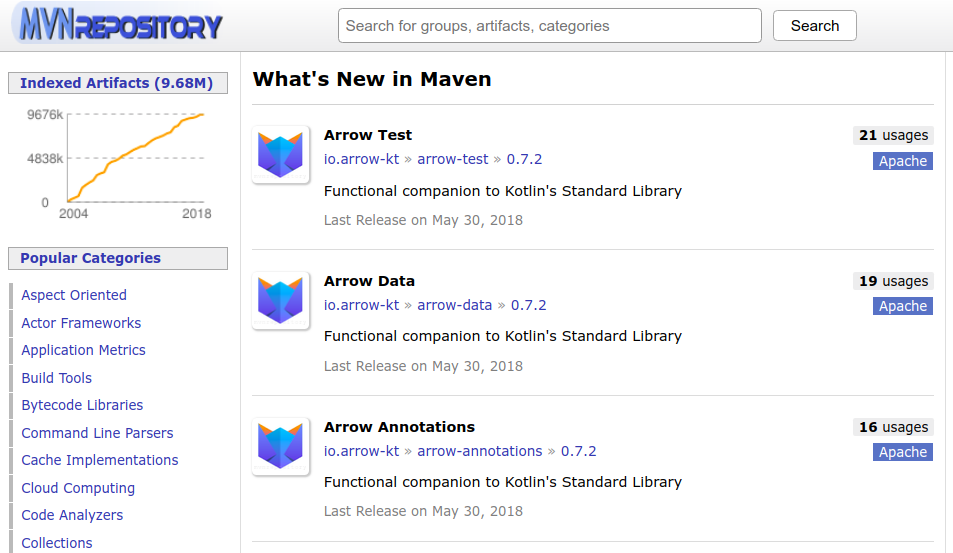 MVNREPOSITORY
Search for groups, artifacts, categories
Search
Indexed Artifacts (9.68M)
9676k
4838k
0
2004
2018
Popular Categories
Aspect Oriented
Actor Frameworks
Application Metrics
Build Tools
Bytecode Libraries
Command Line Parsers
Cache Implementations
Cloud Computing
Code Analyzers
Collections
What's New in Maven
Arrow Test
21 usages
io.arrow-kt » arrow-test » 0.7.2
Apache
Functional companion to Kotlin's Standard Library
Last Release on May 30, 2018
Arrow Data
19 usages
io.arrow-kt » arrow-data » 0.7.2
Apache
Functional companion to Kotlin's Standard Library
Last Release on May 30, 2018
Arrow Annotations
16 usages
io.arrow-kt » arrow-annotations » 0.7.2
Apache
Functional companion to Kotlin's Standard Library
Last Release on May 30, 2018